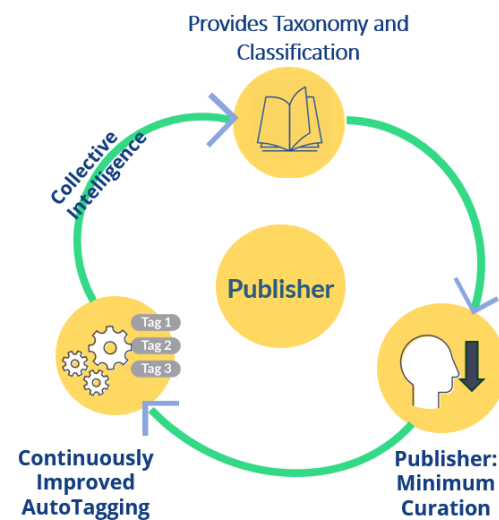 Provides Taxonomy and
Classification
Collective
Intelligence
Publisher
Tag 1
Tag 2
Tag 3
Continuously
Improved
AutoTagging
Publisher:
Minimum
Curation